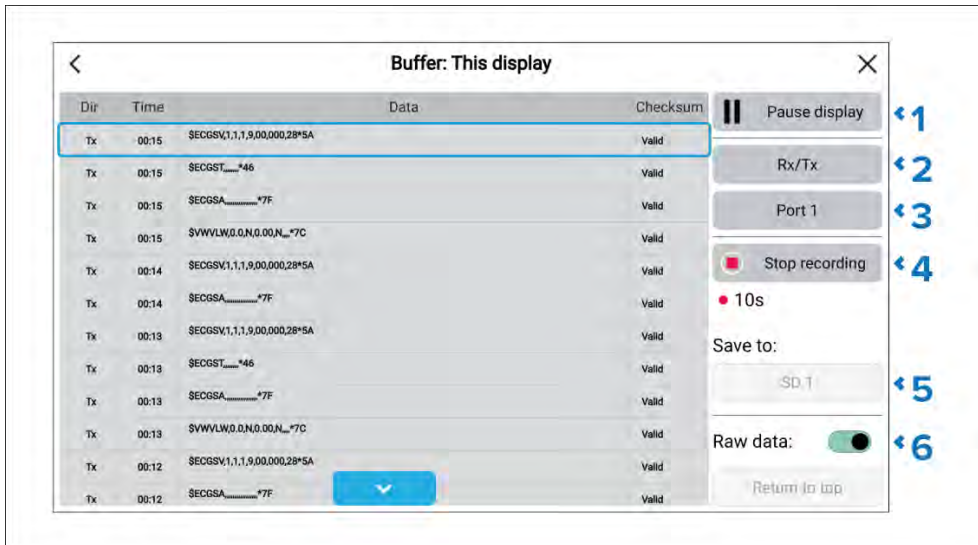 Buffer: This display
Dir Time Data Checksum
Tx 00:15 $ECGSV,1,1,1,9,00,000,28*5A Valid
Tx 00:15 $ECGST,,,,,,,,*46 Valid
Tx 00:15 $ECGSA,,,,,,,,,,,,,,,,,*7F Valid
Tx 00:15 $VWVLW,0.0,N,0.00,N,,,,*7C Valid
Tx 00:14 $ECGSV,1,1,1,9,00,000,28*5A Valid
Tx 00:14 $ECGSA,,,,,,,,,,,,,,,,,*7F Valid
Tx 00:13 $ECGSV,1,1,1,9,00,000,28*5A Valid
Tx 00:13 $ECGST,,,,,,,,*46 Valid
Tx 00:13 $ECGSA,,,,,,,,,,,,,,,,,*7F Valid
Tx 00:13 $VWVLW,0.0,N,0.00,N,,,,*7C Valid
Tx 00:12 $ECGSV,1,1,1,9,00,000,28*5A Valid
Tx 00:12 $ECGSA,,,,,,,,,,,,,,,,,*7F Valid
Pause display
1
Rx/Tx
2
Port 1
3
Stop recording
4
10s
Save to:
SD 1
5
Raw data:
6
Return to top